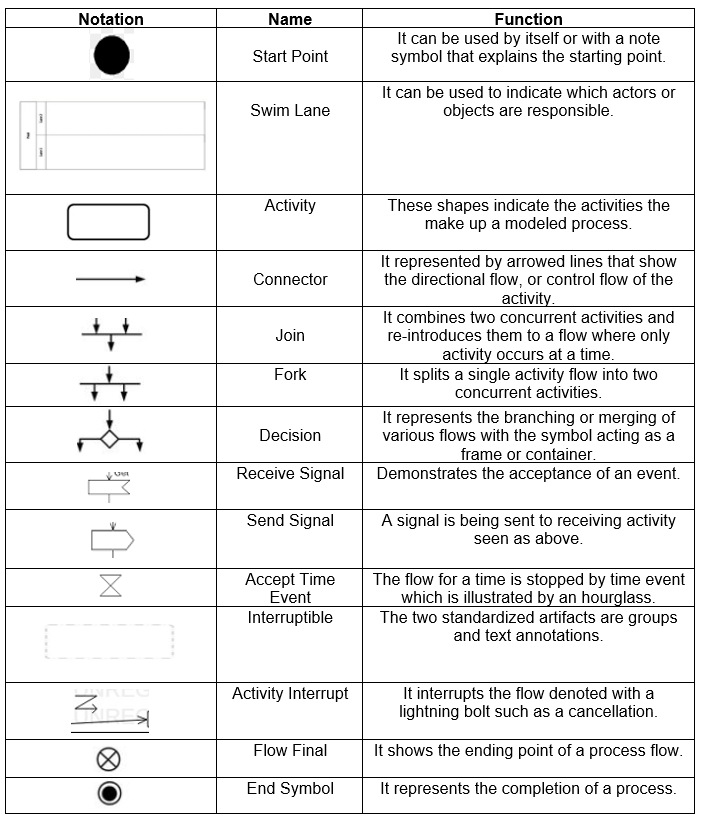 Notation Name Function
Start Point
It can be used by itself or with a note
symbol that explains the starting point.
Swim Lane
It can be used to indicate which actors or
objects are responsible.
Activity
These shapes indicate the activities the
make up a modeled process.
Connector
It represented by arrowed lines that show
the directional flow, or control flow of the
activity.
Join
It combines two concurrent activities and
re-introduces them to a flow where only
activity occurs at a time.
Fork
It splits a single activity flow into two
concurrent activities.
Decision
It represents the branching or merging of
various flows with the symbol acting as a
frame or container.
Receive Signal
Demonstrates the acceptance of an event.
Send Signal
A signal is being sent to receiving activity
seen as above.
Accept Time
Event
The flow for a time is stopped by time event
which is illustrated by an hourglass.
Interruptible
The two standardized artifacts are groups
and text annotations.
UNREG
UNREG
Activity Interrupt
It interrupts the flow denoted with a
lightning bolt such as a cancellation.
Flow Final
It shows the ending point of a process flow.
End Symbol
It represents the completion of a process.